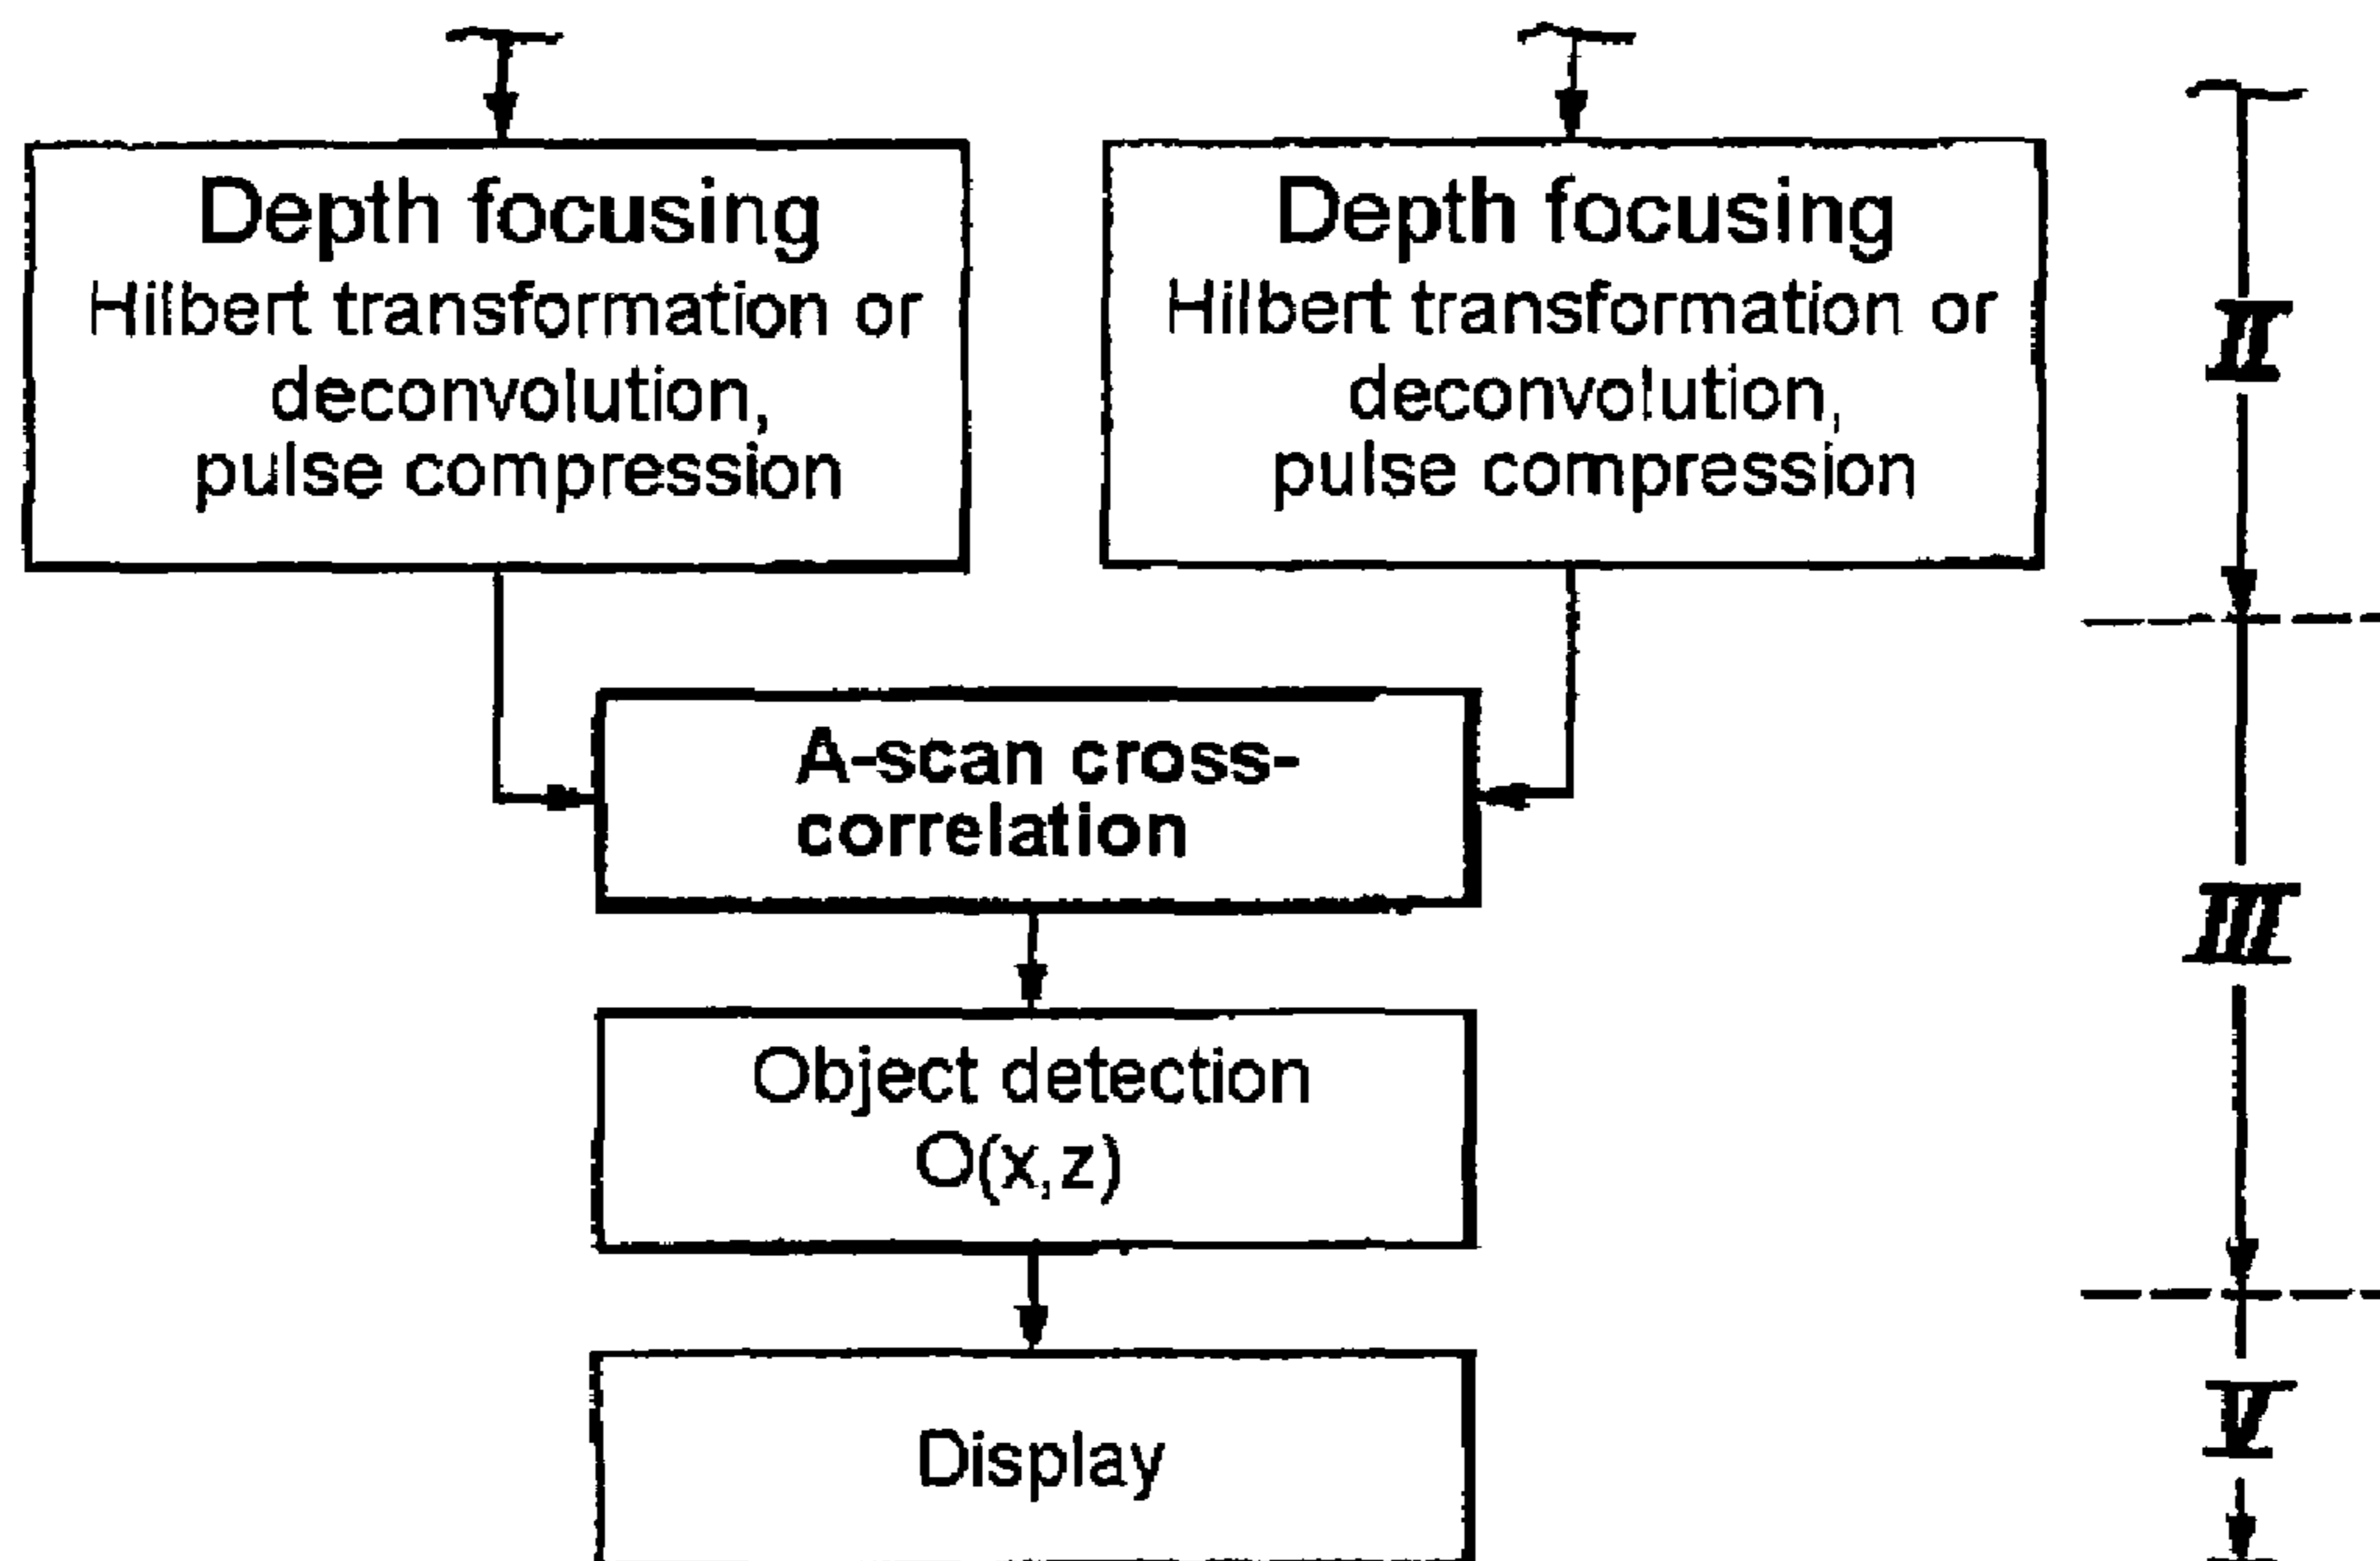 Depth focusing
Hilbert transformation or
deconvolution,
pulse compression
Depth focusing
Hilbert transformation or
deconvolution,
pulse compression
II
A-scan cross-
correlation
III
Object detection
O(x,z)
V
Display